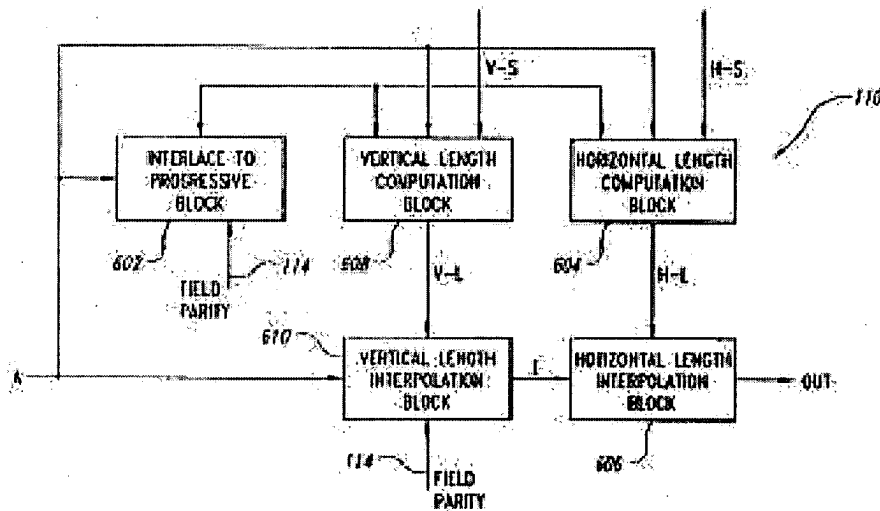 V-S
H-S
110
INTERLACE TO
PROGRESSIVE
BLOCK
VERTICAL LENGTH
COMPUTATION
BLOCK
HORIZONTAL LENGTH
COMPUTATION
BLOCK
602
114
608
604
FIELD
PARITY
V-L
H-L
610
A
VERTICAL LENGTH
INTERPOLATION
BLOCK
I
HORIZONTAL LENGTH
INTERPOLATION
BLOCK
OUT
114
FIELD
PARITY
606